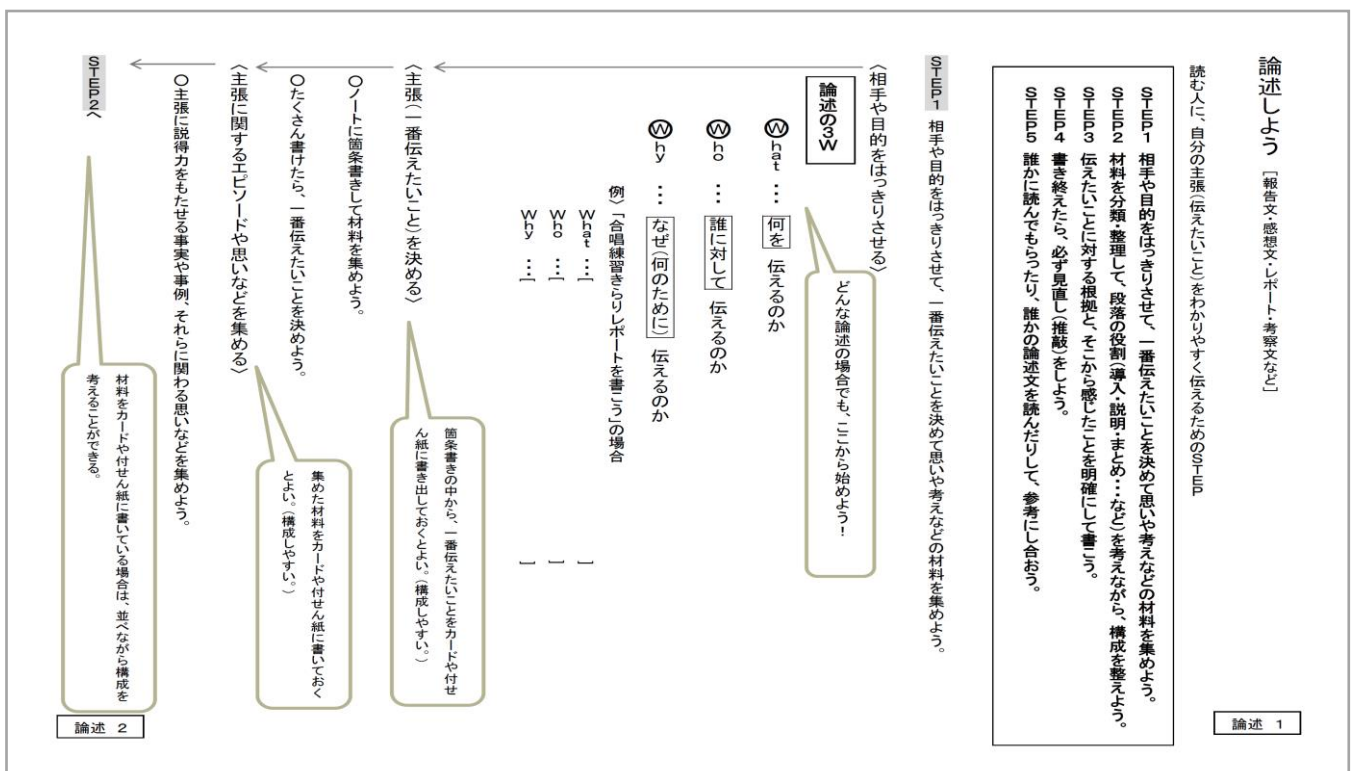 論述しよう [報告文・感想文・レポート・考察文など]
読む人に、自分の主張(伝えたいこと)をわかりやすく伝えるためのSTEP
STEP1 相手や目的をはっきりさせて、一番伝えたいことを決めて思いや考えなどの材料を集めよう。
STEP2 材料を分類・整理して、段落の役割(導入・説明・まとめ…など)を考えながら、構成を整えよう。
STEP3 伝えたいことに対する根拠と、そこから感じたことを明確にして書こう。
STEP4 書き終えたら、必ず見直し(推敲)をしよう。
STEP5 誰かに読んでもらったり、誰かの論述文を読んだりして、参考にし合おう。
論述 1
STEP1 相手や目的をはっきりさせて、一番伝えたいことを決めて思いや考えなどの材料を集めよう。
〈相手や目的をはっきりさせる〉
論述の3W
どんな論述の場合でも、ここから始めよう!
What … 何を 伝えるのか
Who … 誰に対して 伝えるのか
Why … なぜ(何のために) 伝えるのか
例〉「合唱練習きらりレポートを書こう」の場合
What …[ ]
Who …[ ]
Why …[ ]
〈主張(一番伝えたいこと)を決める〉
箇条書きの中から、一番伝えたいことをカードや付せ
ん紙に書き出しておくとよい。(構成しやすい。)
○ノートに箇条書きして材料を集めよう。
○たくさん書けたら、一番伝えたいことを決めよう。
〈主張に関するエピソードや思いなどを集める〉
集めた材料をカードや付せん紙に書いておく
とよい。(構成しやすい。)
○主張に説得力をもたせる事実や事例、それらに関わる思いなどを集めよう。
STEP2へ
材料をカードや付せん紙に書いている場合は、並べながら構成を
考えることができる。
論述 2